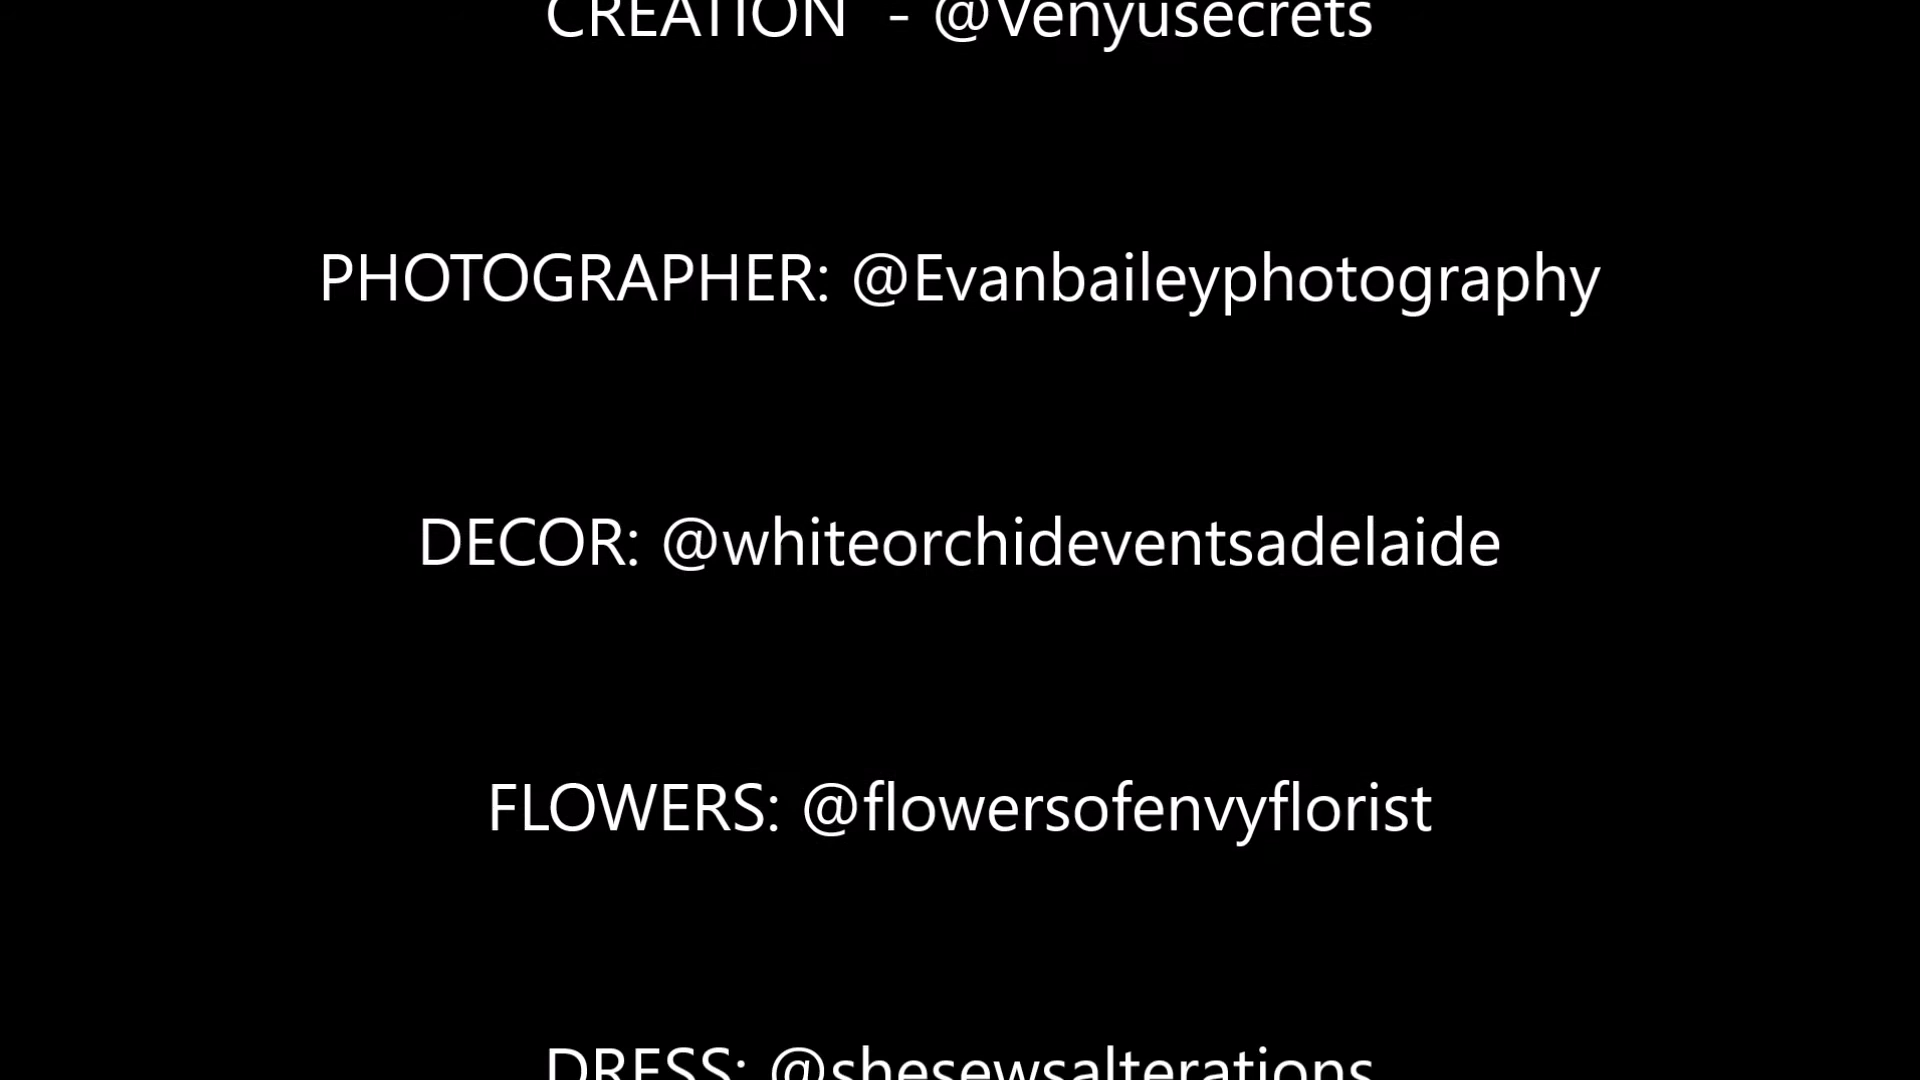 CREATION  - @Venyusecrets
PHOTOGRAPHER: @Evanbaileyphotography
DECOR: @whiteorchideventsadelaide
FLOWERS: @flowersofenvyflorist
DRESS: @shesewsalterations